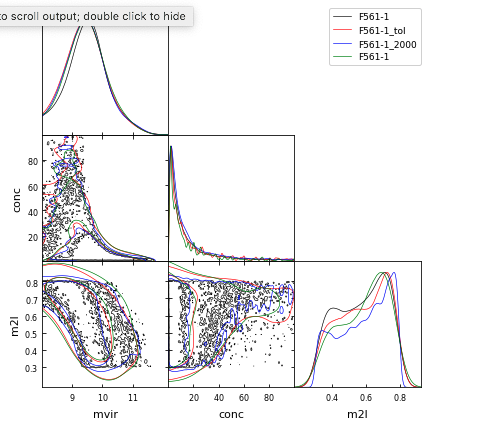 to scroll output; double click to hide
F561-1
F561-1_tol
F561-1_2000
F561-1
80
60
40
20
conc
0.8
0.7
0.6
0.5
0.4
0.3
m2l
9 10 11
20 40 60 80
0.4 0.6 0.8
mvir conc m2l